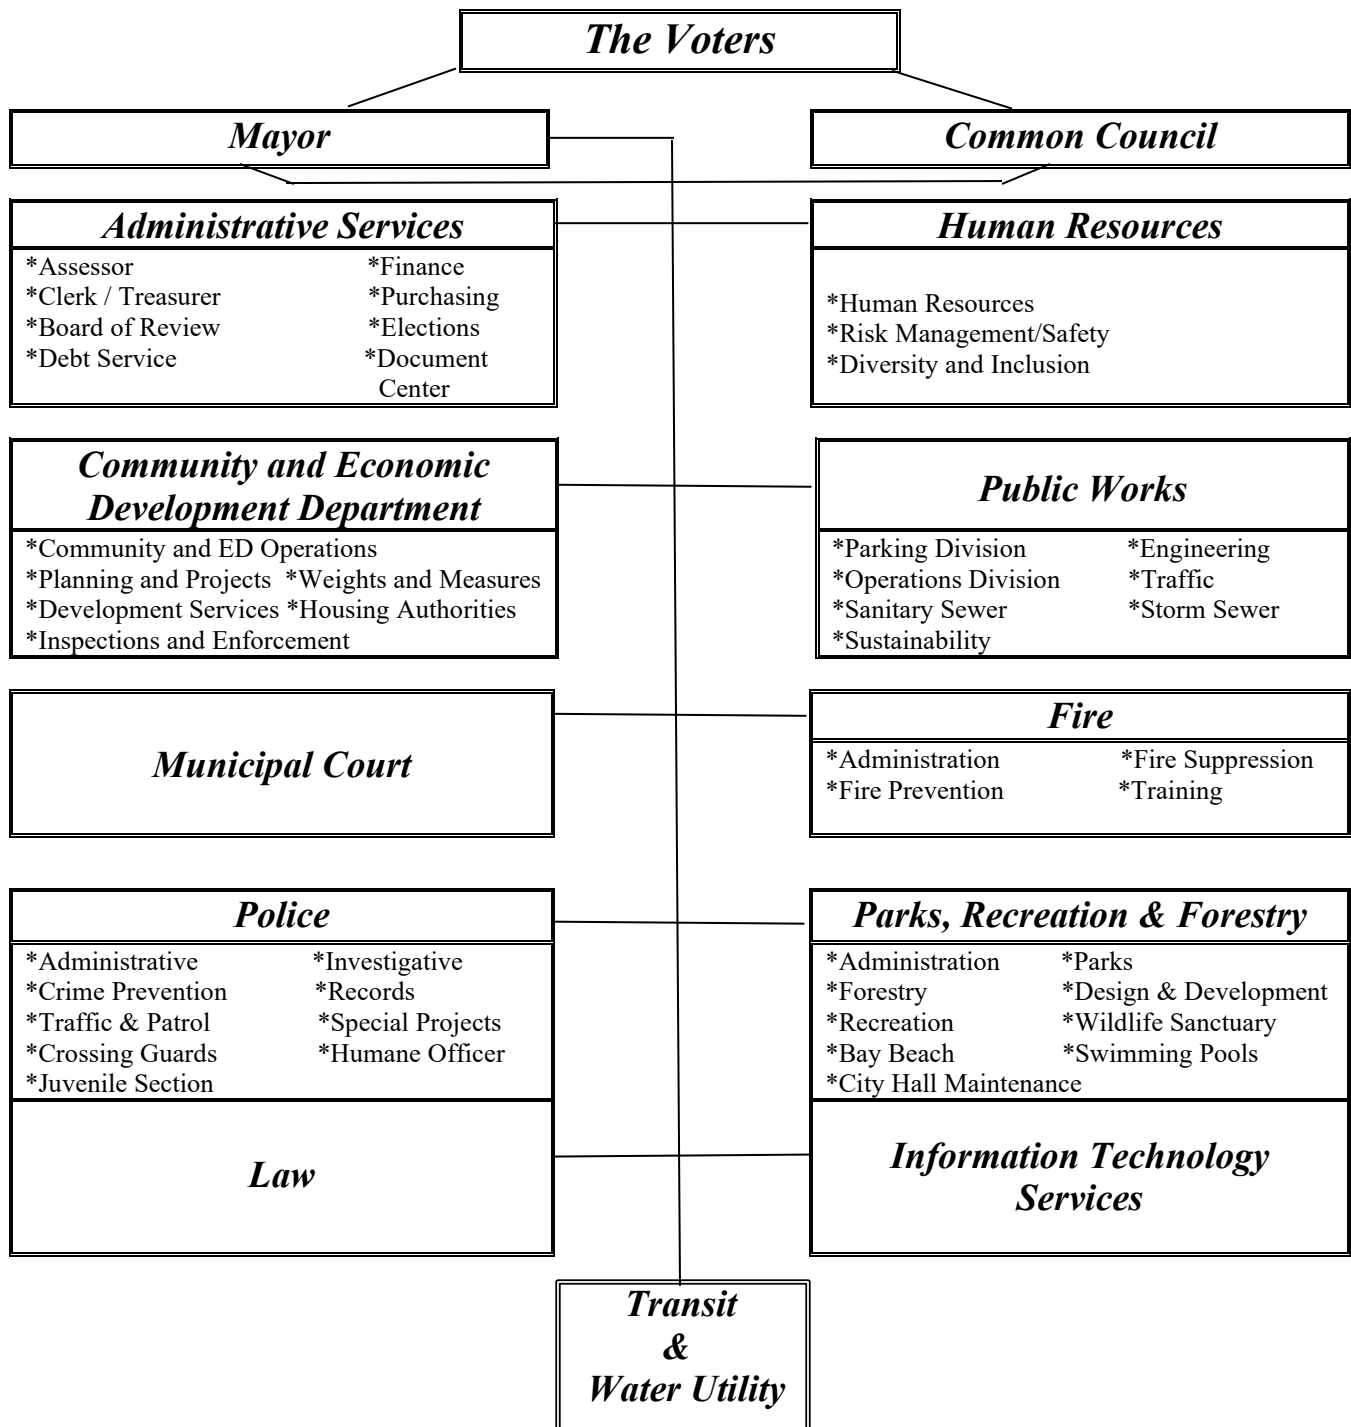 The Voters
Mayor
Common Council
Administrative Services
*Assessor *Finance
*Clerk / Treasurer *Purchasing
*Board of Review *Elections
*Debt Service *Document
Center
Human Resources
*Human Resources
*Risk Management/Safety
*Diversity and Inclusion
Community and Economic
Development Department
*Community and ED Operations
*Planning and Projects *Weights and Measures
*Development Services *Housing Authorities
*Inspections and Enforcement
Public Works
*Parking Division *Engineering
*Operations Division *Traffic
*Sanitary Sewer *Storm Sewer
*Sustainability
Municipal Court
Fire
*Administration *Fire Suppression
*Fire Prevention *Training
Police
*Administrative *Investigative
*Crime Prevention *Records
*Traffic & Patrol *Special Projects
*Crossing Guards *Humane Officer
*Juvenile Section
Parks, Recreation & Forestry
*Administration *Parks
*Forestry *Design & Development
*Recreation *Wildlife Sanctuary
*Bay Beach *Swimming Pools
*City Hall Maintenance
Law
Information Technology
Services
Transit
&
Water Utility